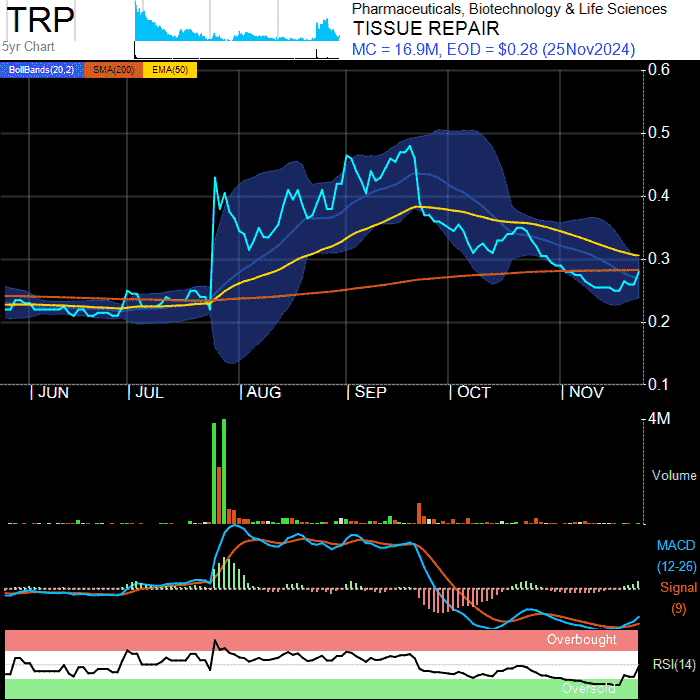 TRP
5yr Chart
Pharmaceuticals, Biotechnology & Life Sciences
TISSUE REPAIR
MC = 16.9M, EOD = $0.28 (25Nov2024)
BollBands(20,2) SMA(200) EMA(50)
0.6
0.5
0.4
0.3
0.2
0.1
JUN JUL AUG SEP OCT NOV
4M
Volume
MACD
(12-26)
Signal
(9)
Overbought
RSI(14)
Oversold